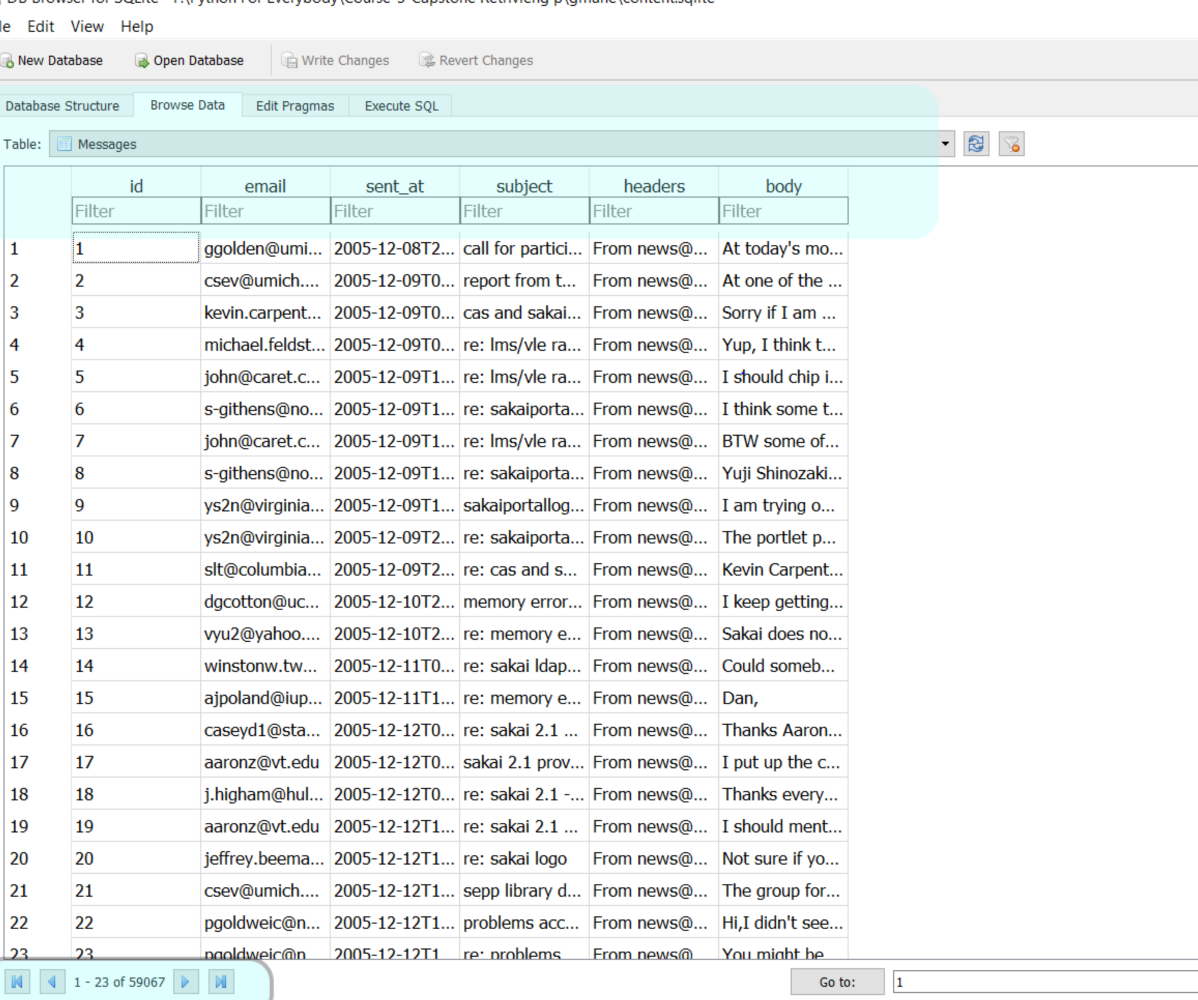 DB Browser for SQLite - F:\Python For Everybody\Course-5-Capstone Retrvieng p\gmane\content.sqlite
le Edit View Help
New Database Open Database Write Changes Revert Changes
Database Structure Browse Data Edit Pragmas Execute SQL
Table: Messages
id email sent_at subject headers body
Filter Filter Filter Filter Filter Filter
1 1 ggolden@umi... 2005-12-08T2... call for partici... From news@... At today's mo...
2 2 csev@umich.... 2005-12-09T0... report from t... From news@... At one of the ...
3 3 kevin.carpent... 2005-12-09T0... cas and sakai... From news@... Sorry if I am ...
4 4 michael.feldst... 2005-12-09T0... re: lms/vle ra... From news@... Yup, I think t...
5 5 john@caret.c... 2005-12-09T1... re: lms/vle ra... From news@... I should chip i...
6 6 s-githens@no... 2005-12-09T1... re: sakaiporta... From news@... I think some t...
7 7 john@caret.c... 2005-12-09T1... re: lms/vle ra... From news@... BTW some of...
8 8 s-githens@no... 2005-12-09T1... re: sakaiporta... From news@... Yuji Shinozaki...
9 9 ys2n@virginia... 2005-12-09T1... sakaiportallog... From news@... I am trying o...
10 10 ys2n@virginia... 2005-12-09T2... re: sakaiporta... From news@... The portlet p...
11 11 slt@columbia... 2005-12-09T2... re: cas and s... From news@... Kevin Carpent...
12 12 dgcotton@uc... 2005-12-10T2... memory error... From news@... I keep getting...
13 13 vyu2@yahoo.... 2005-12-10T2... re: memory e... From news@... Sakai does no...
14 14 winstonw.tw... 2005-12-11T0... re: sakai ldap... From news@... Could someb...
15 15 ajpoland@iup... 2005-12-11T1... re: memory e... From news@... Dan,
16 16 caseyd1@sta... 2005-12-12T0... re: sakai 2.1 ... From news@... Thanks Aaron...
17 17 aaronz@vt.edu 2005-12-12T0... sakai 2.1 prov... From news@... I put up the c...
18 18 j.higham@hul... 2005-12-12T0... re: sakai 2.1 -... From news@... Thanks every...
19 19 aaronz@vt.edu 2005-12-12T1... re: sakai 2.1 ... From news@... I should ment...
20 20 jeffrey.beema... 2005-12-12T1... re: sakai logo From news@... Not sure if yo...
21 21 csev@umich.... 2005-12-12T1... sepp library d... From news@... The group for...
22 22 pgoldweic@n... 2005-12-12T1... problems acc... From news@... Hi,I didn't see...
23 23 pgoldweic@n 2005-12-12T1 re: problems From news@ You might be
1 - 23 of 59067 Go to: 1